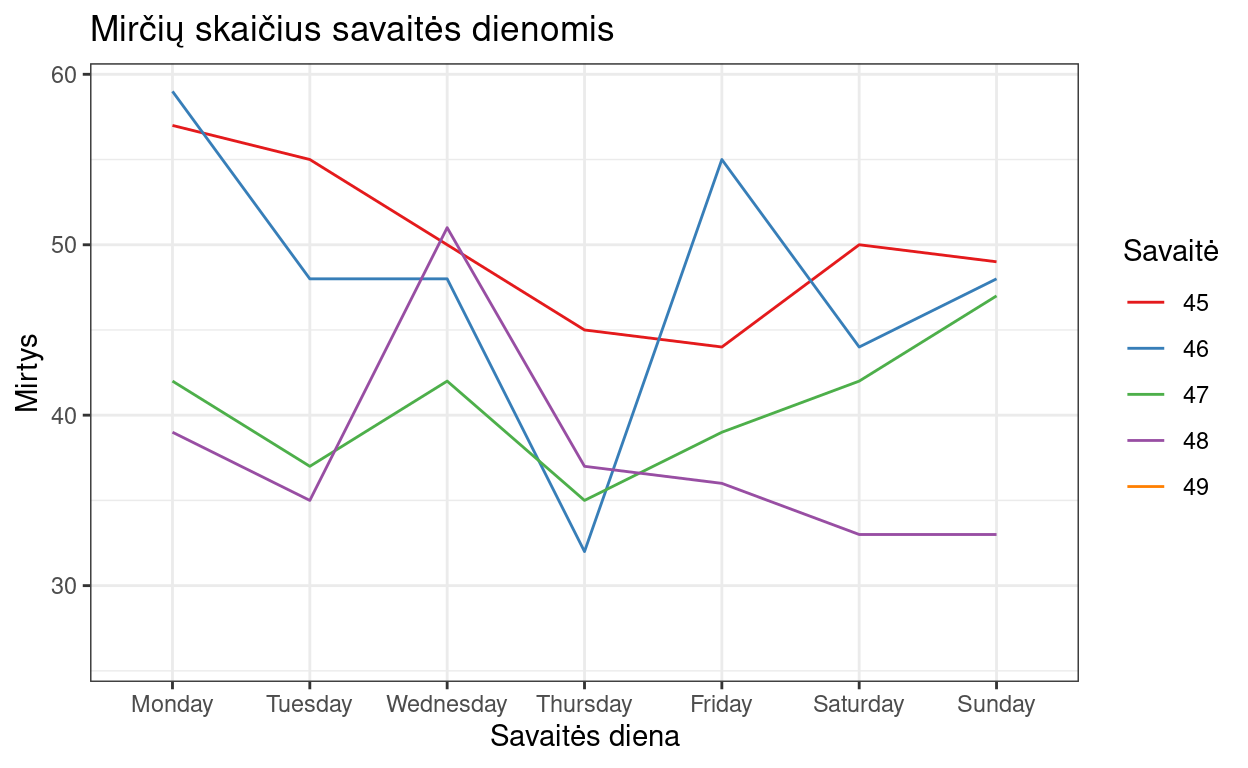 Mirčių skaičius savaitės dienomis
60
50
40
30
Mirtys
Monday Tuesday Wednesday Thursday Friday Saturday Sunday
Savaitės diena
Savaitė
45
46
47
48
49